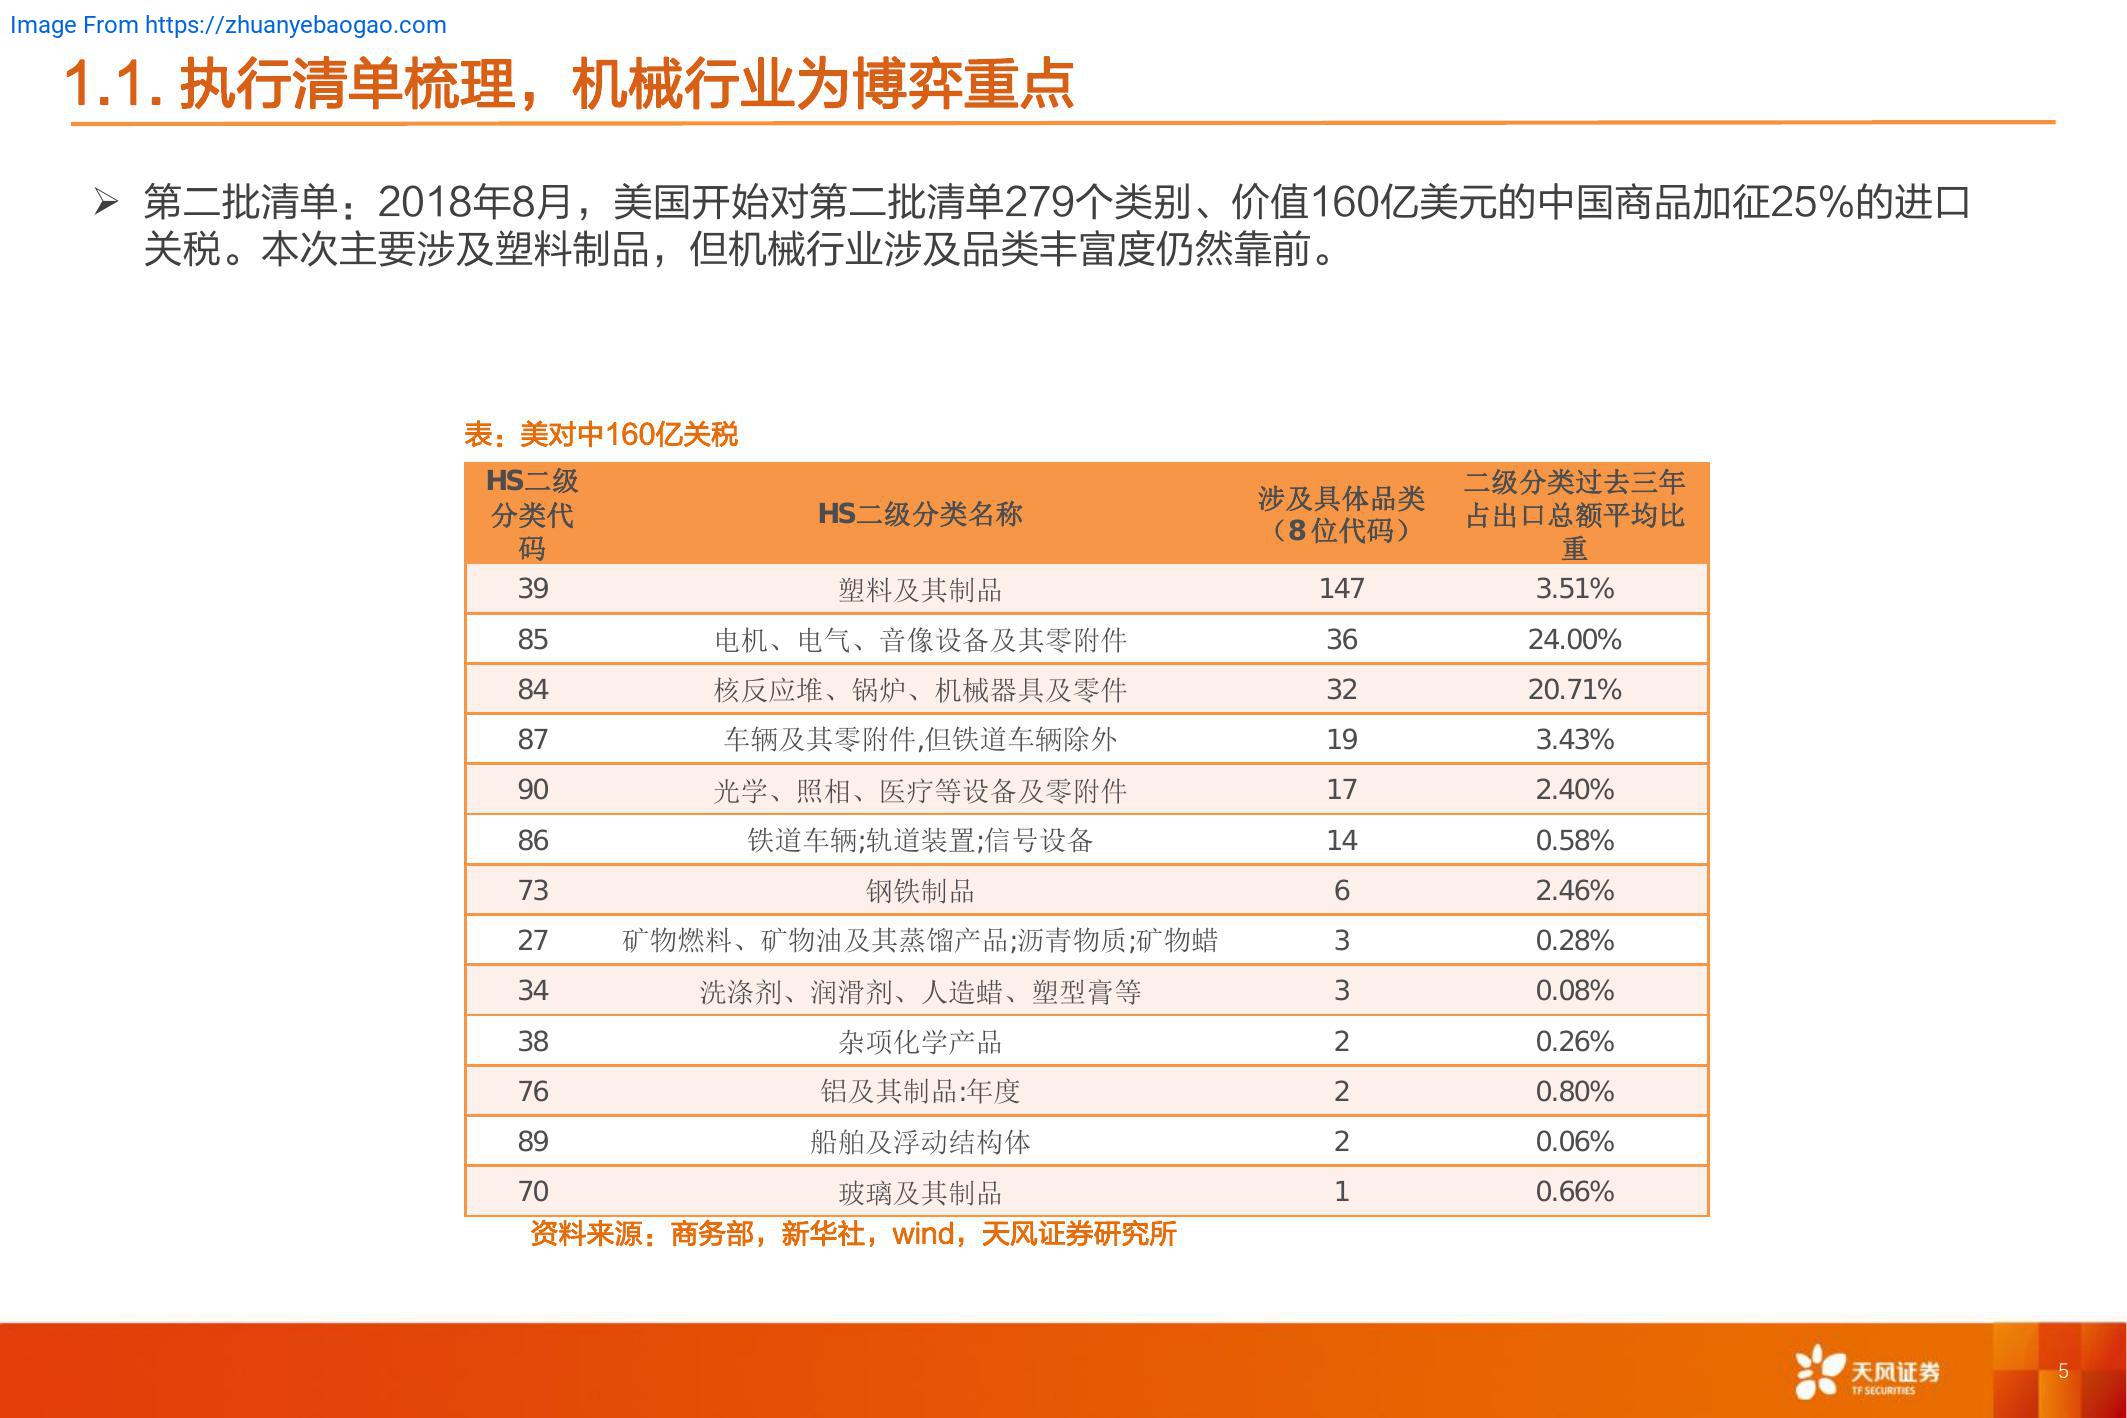 Image From https://zhuanyebaogao.com
1.1. 执行清单梳理，机械行业为博弈重点
➢ 第二批清单：2018年8月，美国开始对第二批清单279个类别、价值160亿美元的中国商品加征25%的进口
关税。本次主要涉及塑料制品，但机械行业涉及品类丰富度仍然靠前。
表：美对中160亿关税
HS二级分类代码 HS二级分类名称 涉及具体品类（8位代码） 二级分类过去三年占出口总额平均比重
39 塑料及其制品 147 3.51%
85 电机、电气、音像设备及其零附件 36 24.00%
84 核反应堆、锅炉、机械器具及零件 32 20.71%
87 车辆及其零附件,但铁道车辆除外 19 3.43%
90 光学、照相、医疗等设备及零附件 17 2.40%
86 铁道车辆;轨道装置;信号设备 14 0.58%
73 钢铁制品 6 2.46%
27 矿物燃料、矿物油及其蒸馏产品;沥青物质;矿物蜡 3 0.28%
34 洗涤剂、润滑剂、人造蜡、塑型膏等 3 0.08%
38 杂项化学产品 2 0.26%
76 铝及其制品:年度 2 0.80%
89 船舶及浮动结构体 2 0.06%
70 玻璃及其制品 1 0.66%
资料来源：商务部，新华社，wind，天风证券研究所
天风证券
TF SECURITIES
5